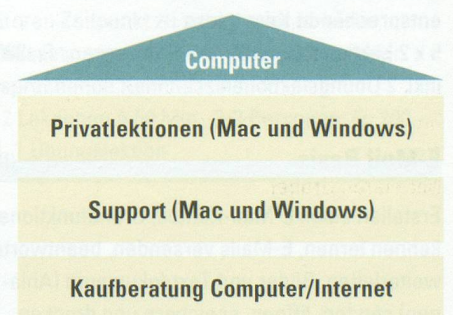 Computer
Privatlektionen (Mac und Windows)
Support (Mac und Windows)
Kaufberatung Computer/Internet